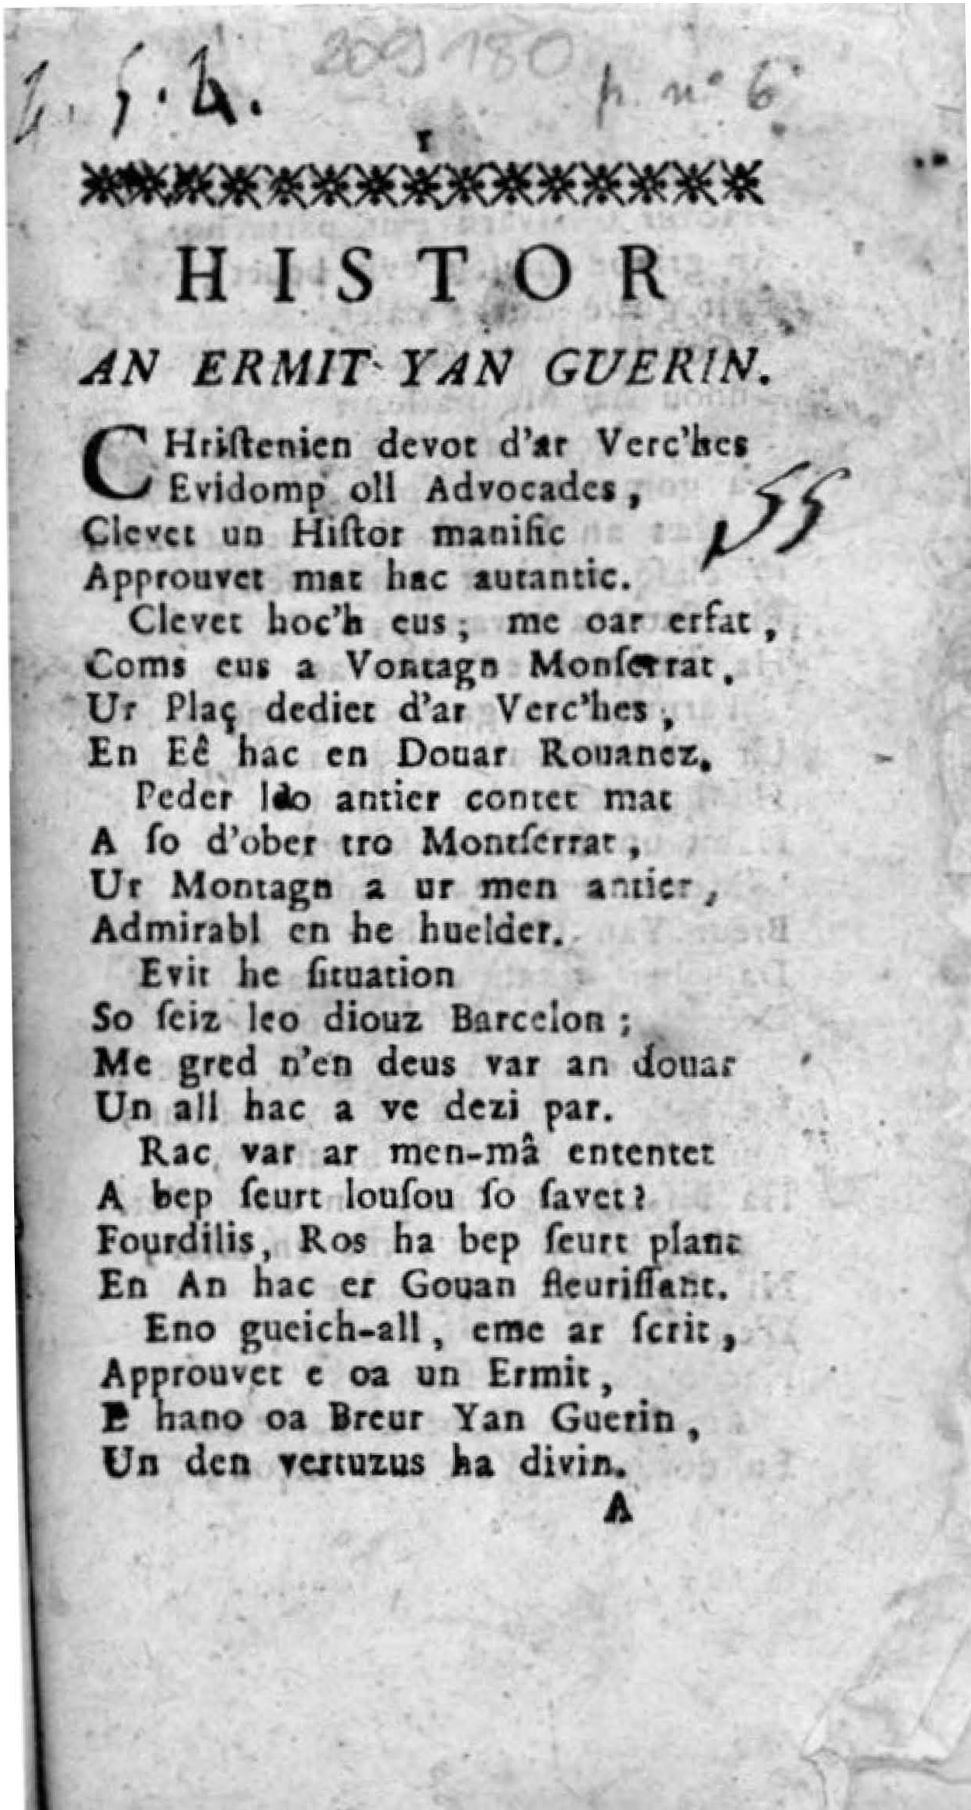 209 180
p. n° 6
1
HISTOR
AN ERMIT YAN GUERIN.
CHriſtenien devot d'ar Verc'hes
Evidomp oll Advocades,
55
Clevet un Hiſtor manific
Approuvet mat hac autantic.
Clevet hoc'h eus; me oar erfat,
Coms eus a Vontagn Monſerrat,
Ur Plaç dediet d'ar Verc'hes,
En Eê hac en Douar Rouanez.
Peder leo antier contet mat
A ſo d'ober tro Montſerrat,
Ur Montagn a ur men antier,
Admirabl en he huelder.
Evit he ſituation
So ſeiz leo diouz Barcelon;
Me gred n'en deus var an douar
Un all hac a ve dezi par.
Rac var ar men-mâ ententet
A bep ſeurt louſou ſo ſavet?
Fourdilis, Ros ha bep ſeurt plant
En An hac er Gouan fleuriſſant.
Eno gueich-all, eme ar ſcrit,
Approuvet e oa un Ermit,
E hano oa Breur Yan Guerin,
Un den vertuzus ha divin.
A